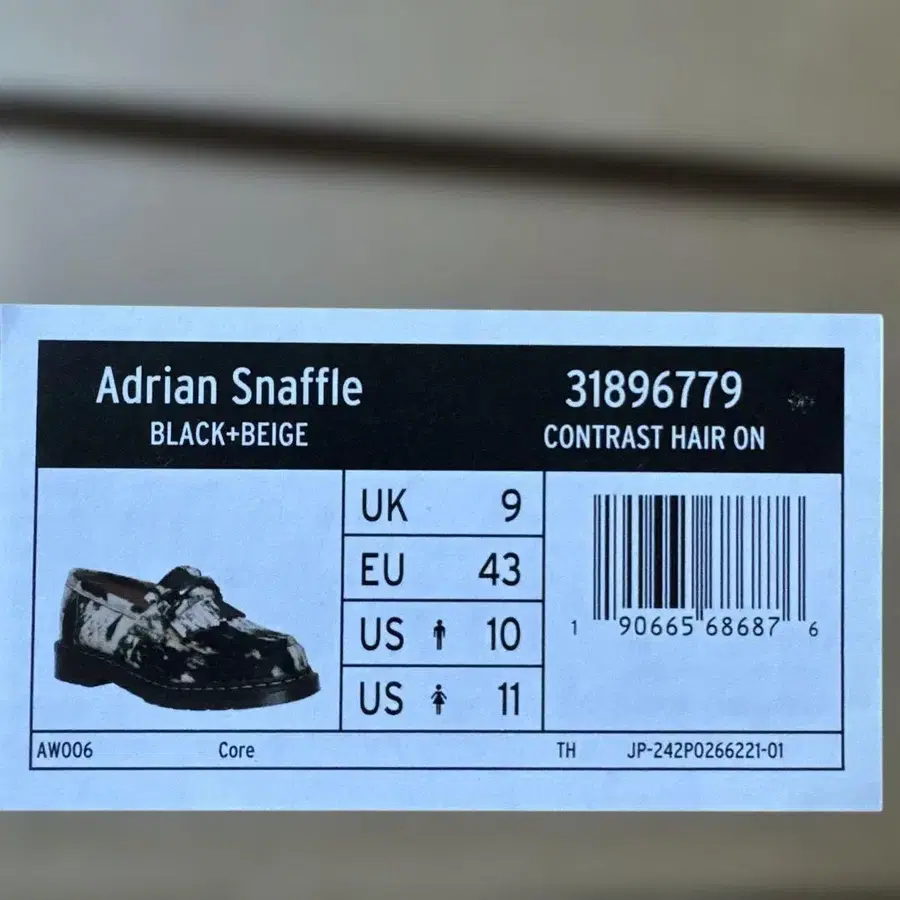 Adrian Snaffle
BLACK+BEIGE
31896779
CONTRAST HAIR ON
UK 9
EU 43
US 10
US 11
1 90665 68687 6
AW006 Core TH JP-242P0266221-01